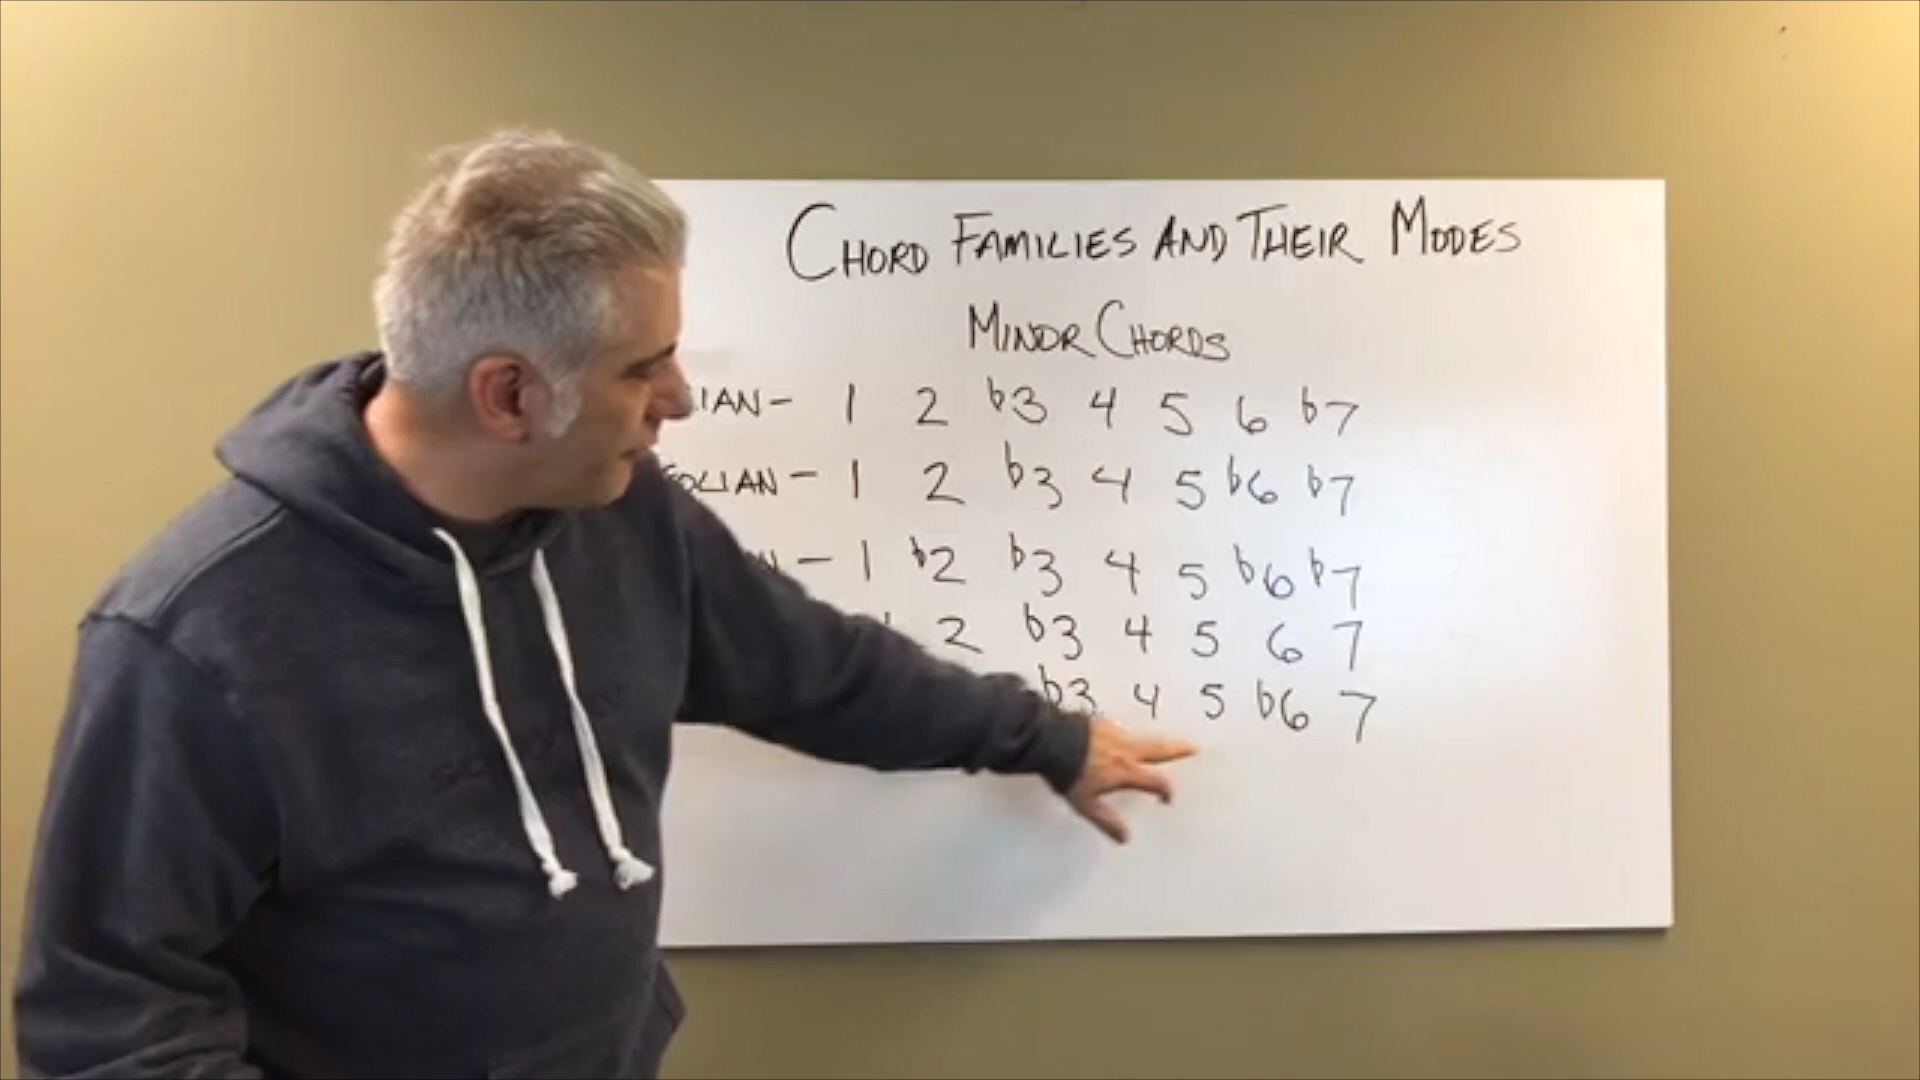 Chord Families And Their Modes
Minor Chords
IAN- 1 2 b3 4 5 6 b7
EOLIAN - 1 2 b3 4 5 b6 b7
N - 1 b2 b3 4 5 b6 b7
2 b3 4 5 6 7
b3 4 5 b6 7